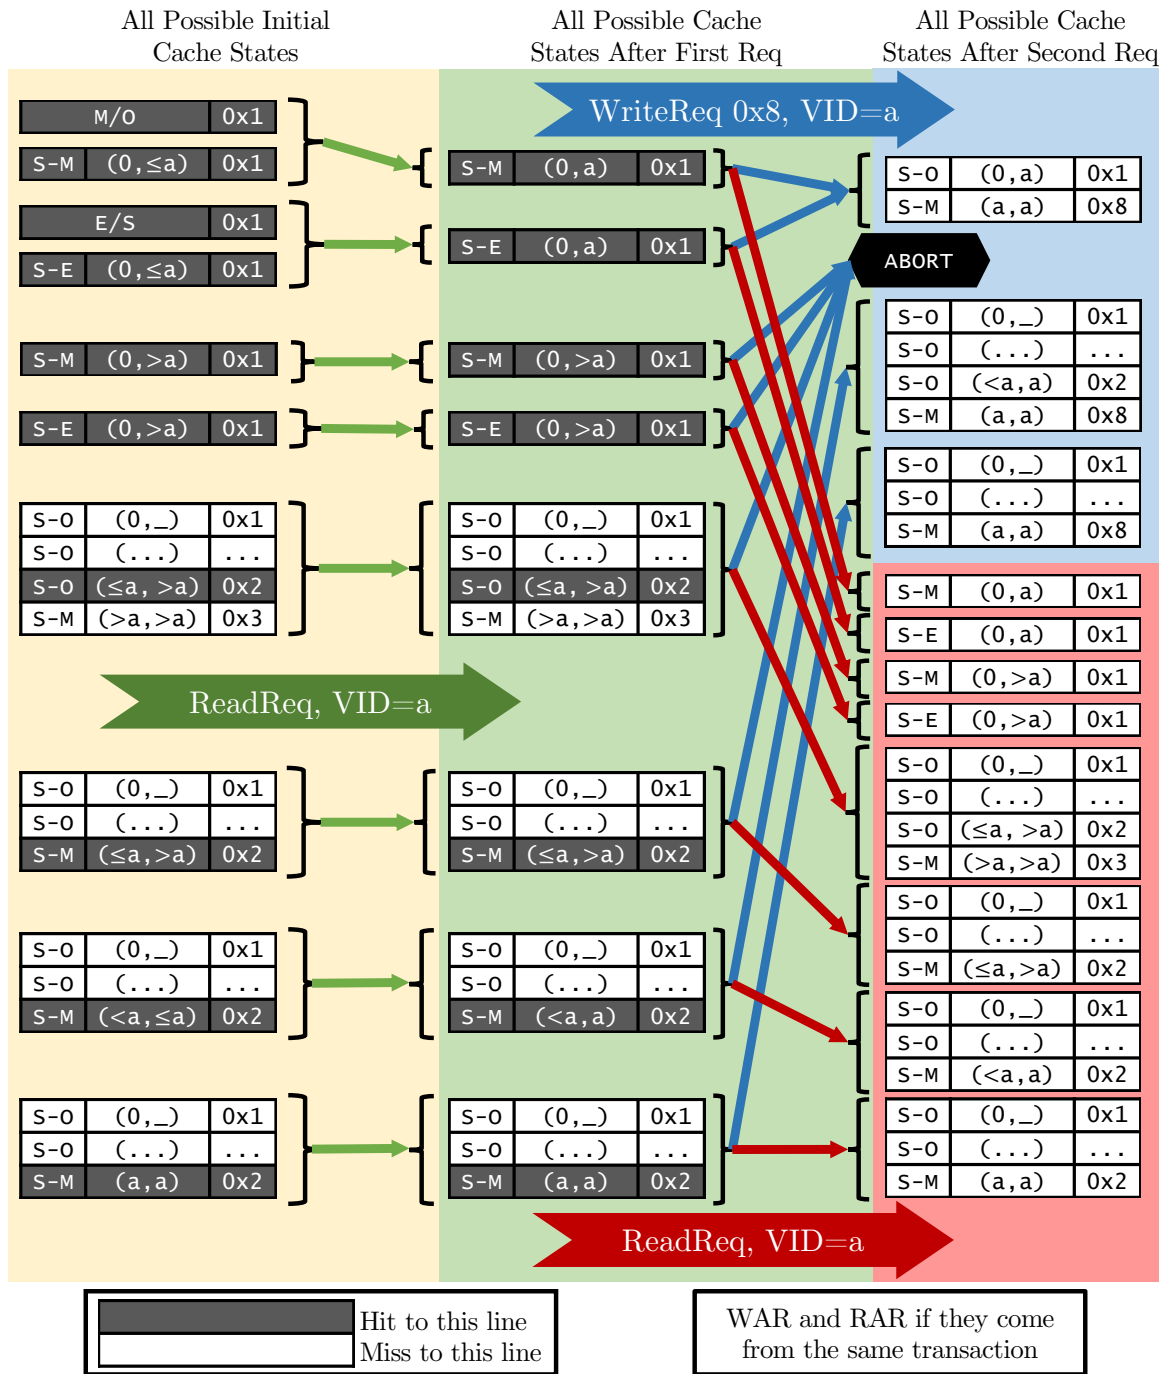 All Possible Initial
Cache States
All Possible Cache
States After First Req
All Possible Cache
States After Second Req
M/O 0x1
S-M (0,≤a) 0x1
E/S 0x1
S-E (0,≤a) 0x1
S-M (0,>a) 0x1
S-E (0,>a) 0x1
S-O (0,_) 0x1
S-O (...) ...
S-O (≤a, >a) 0x2
S-M (>a,>a) 0x3
ReadReq, VID=a
S-O (0,_) 0x1
S-O (...) ...
S-M (≤a,>a) 0x2
S-O (0,_) 0x1
S-O (...) ...
S-M (<a,≤a) 0x2
S-O (0,_) 0x1
S-O (...) ...
S-M (a,a) 0x2
WriteReq 0x8, VID=a
S-M (0,a) 0x1
S-E (0,a) 0x1
S-M (0,>a) 0x1
S-E (0,>a) 0x1
S-O (0,_) 0x1
S-O (...) ...
S-O (≤a, >a) 0x2
S-M (>a,>a) 0x3
S-O (0,_) 0x1
S-O (...) ...
S-M (≤a,>a) 0x2
S-O (0,_) 0x1
S-O (...) ...
S-M (<a,a) 0x2
S-O (0,_) 0x1
S-O (...) ...
S-M (a,a) 0x2
ReadReq, VID=a
S-O (0,a) 0x1
S-M (a,a) 0x8
ABORT
S-O (0,_) 0x1
S-O (...) ...
S-O (<a,a) 0x2
S-M (a,a) 0x8
S-O (0,_) 0x1
S-O (...) ...
S-M (a,a) 0x8
S-M (0,a) 0x1
S-E (0,a) 0x1
S-M (0,>a) 0x1
S-E (0,>a) 0x1
S-O (0,_) 0x1
S-O (...) ...
S-O (≤a, >a) 0x2
S-M (>a,>a) 0x3
S-O (0,_) 0x1
S-O (...) ...
S-M (≤a,>a) 0x2
S-O (0,_) 0x1
S-O (...) ...
S-M (<a,a) 0x2
S-O (0,_) 0x1
S-O (...) ...
S-M (a,a) 0x2
Hit to this line
Miss to this line
WAR and RAR if they come
from the same transaction